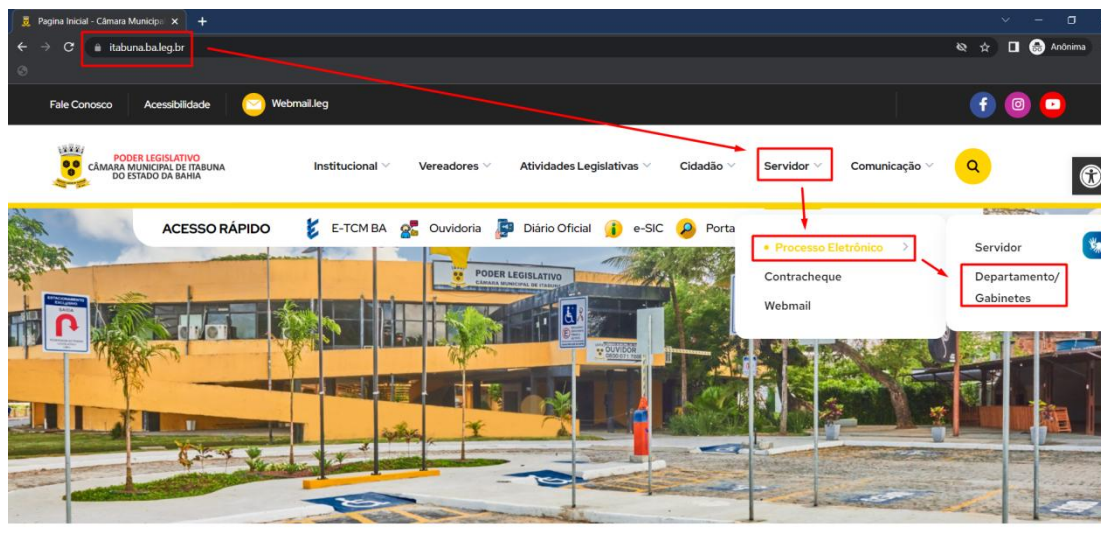 Pagina Inicial - Câmara Municip
itabuna.ba.leg.br
Anônima
Fale Conosco
Acessibilidade
Webmail.leg
PODER LEGISLATIVO
CÂMARA MUNICIPAL DE ITABUNA
DO ESTADO DA BAHIA
Institucional
Vereadores
Atividades Legislativas
Cidadão
Servidor
Comunicação
ACESSO RÁPIDO
E-TCM BA
Ouvidoria
Diário Oficial
e-SIC
Porta
Processo Eletrônico
Contracheque
Webmail
Servidor
Departamento/
Gabinetes
PODER LEGISLATIVO
CÂMARA MUNICIPAL DE ITABUNA
OUVIDOR
SAÍDA